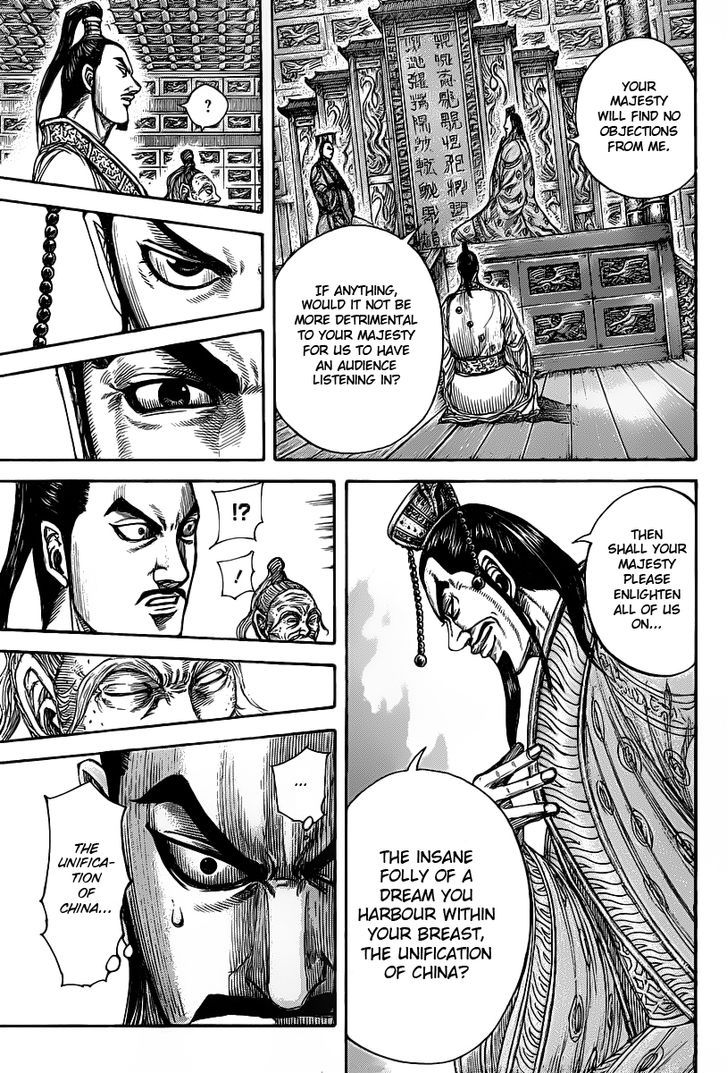 YOUR
MAJESTY
WILL FIND NO
OBJECTIONS
FROM ME.
IF ANYTHING,
WOULD IT NOT BE
MORE DETRIMENTAL
TO YOUR MAJESTY
FOR US TO HAVE
AN AUDIENCE
LISTENING IN?
?
THEN
SHALL YOUR
MAJESTY
PLEASE
ENLIGHTEN
ALL OF US
ON...
THE INSANE
FOLLY OF A
DREAM YOU
HARBOUR WITHIN
YOUR BREAST,
THE UNIFICATION
OF CHINA?
!?
!
...
THE
UNIFICA-
TION
OF
CHINA...